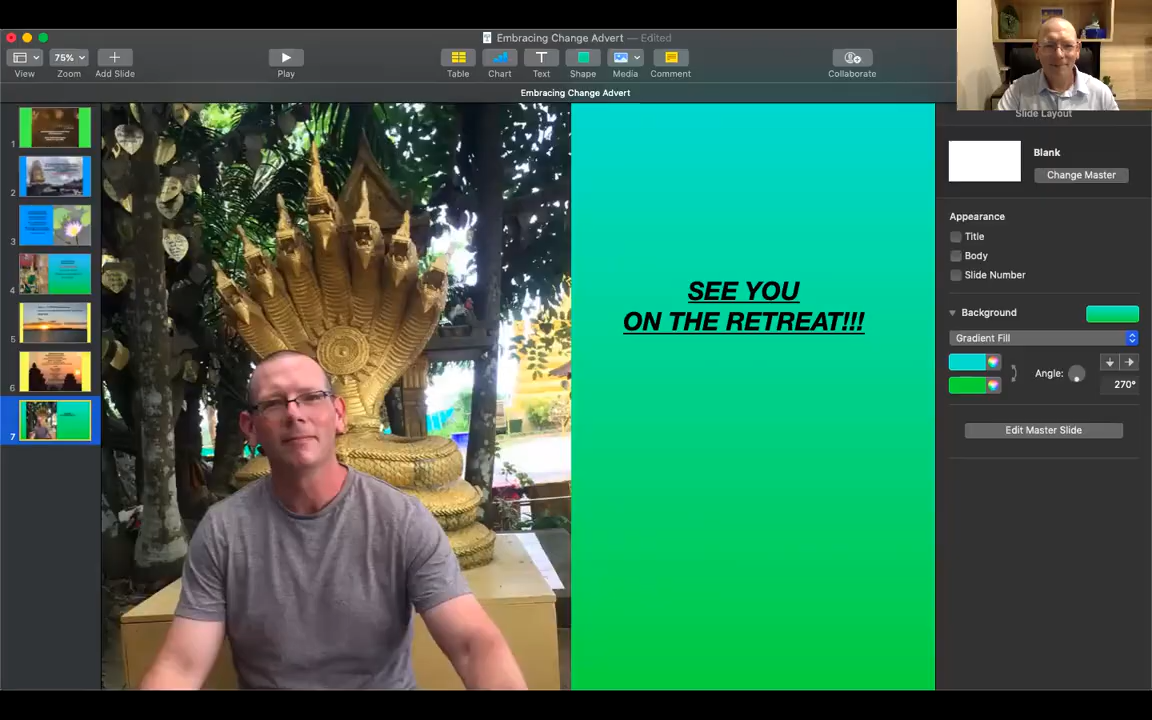 Embracing Change Advert — Edited
75%
View
Zoom
Add Slide
Play
Table
Chart
Text
Shape
Media
Comment
Collaborate
Embracing Change Advert
Slide Layout
Blank
Change Master
Appearance
Title
Body
Slide Number
Background
Gradient Fill
Angle:
270°
Edit Master Slide
1
2
3
4
5
6
7
SEE YOU
ON THE RETREAT!!!